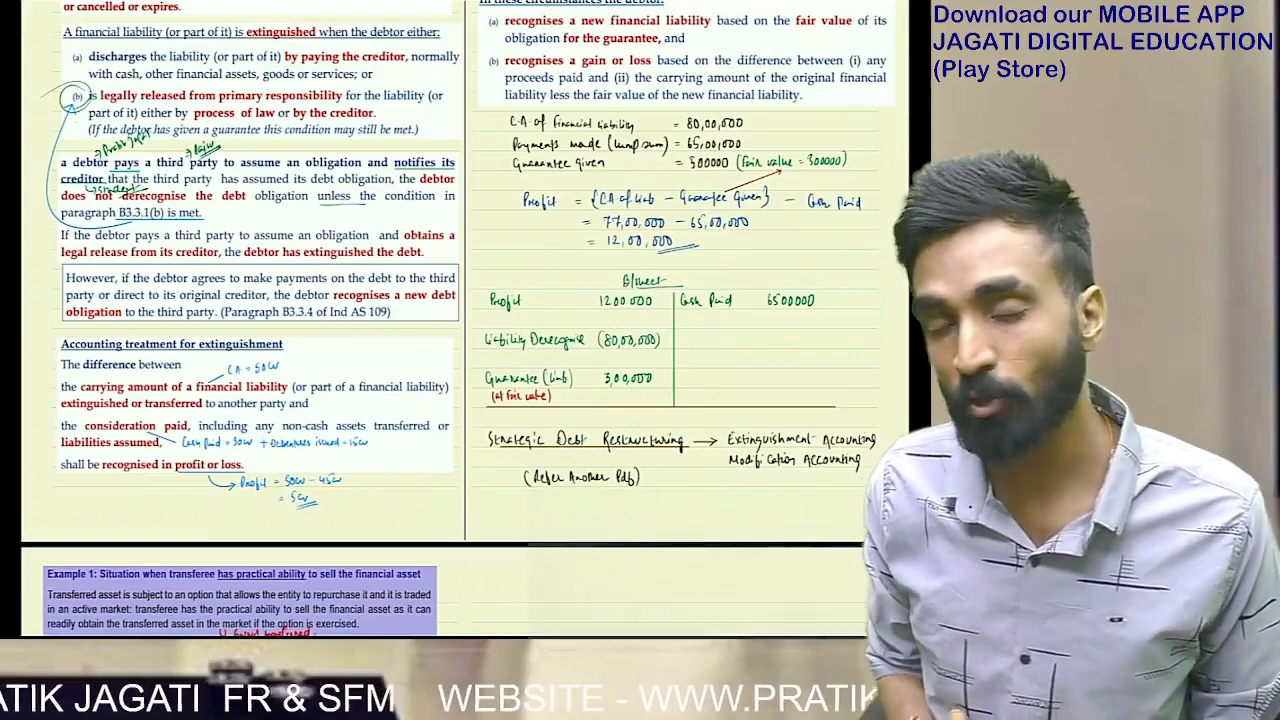 or cancelled or expires.
A financial liability (or part of it) is extinguished when the debtor either:
(a) discharges the liability (or part of it) by paying the creditor, normally
with cash, other financial assets, goods or services; or
(b) is legally released from primary responsibility for the liability (or
part of it) either by process of law or by the creditor.
(If the debtor has given a guarantee this condition may still be met.)
a debtor pays a third party to assume an obligation and notifies its
creditor that the third party has assumed its debt obligation, the debtor
does not derecognise the debt obligation unless the condition in
paragraph B3.3.1(b) is met.
If the debtor pays a third party to assume an obligation and obtains a
legal release from its creditor, the debtor has extinguished the debt.
However, if the debtor agrees to make payments on the debt to the third
party or direct to its original creditor, the debtor recognises a new debt
obligation to the third party. (Paragraph B3.3.4 of Ind AS 109)
Accounting treatment for extinguishment
The difference between
CA = 50W
the carrying amount of a financial liability (or part of a financial liability)
extinguished or transferred to another party and
the consideration paid, including any non-cash assets transferred or
liabilities assumed,
Cash Paid = 30W + Debentures issued = 15W
shall be recognised in profit or loss.
Profit = 50W - 45W
= 5W
In these circumstances the debtor:
(a) recognises a new financial liability based on the fair value of its
obligation for the guarantee, and
(b) recognises a gain or loss based on the difference between (i) any
proceeds paid and (ii) the carrying amount of the original financial
liability less the fair value of the new financial liability.
C.A. of Financial liability = 80,00,000
Payments made (lump sum) = 65,00,000
Guarantee given = 500000 (Fair value = 300000)
Profit = {CA of Liab - Guarantee Given} - Cash Paid
= 77,00,000 - 65,00,000
= 12,00,000
B/sheet
Profit 1200000 Cash Paid 6500000
Liability Derecognise (80,00,000)
Guarantee (Liab) 3,00,000
(At fair value)
Strategic Debt Restructuring → Extinguishment Accounting
Modification Accounting
(Refer Another Pdf)
Example 1: Situation when transferee has practical ability to sell the financial asset
Transferred asset is subject to an option that allows the entity to repurchase it and it is traded
in an active market: transferee has the practical ability to sell the financial asset as it can
readily obtain the transferred asset in the market if the option is exercised.
Download our MOBILE APP
JAGATI DIGITAL EDUCATION
(Play Store)
ATIK JAGATI FR & SFM WEBSITE - WWW.PRATIK